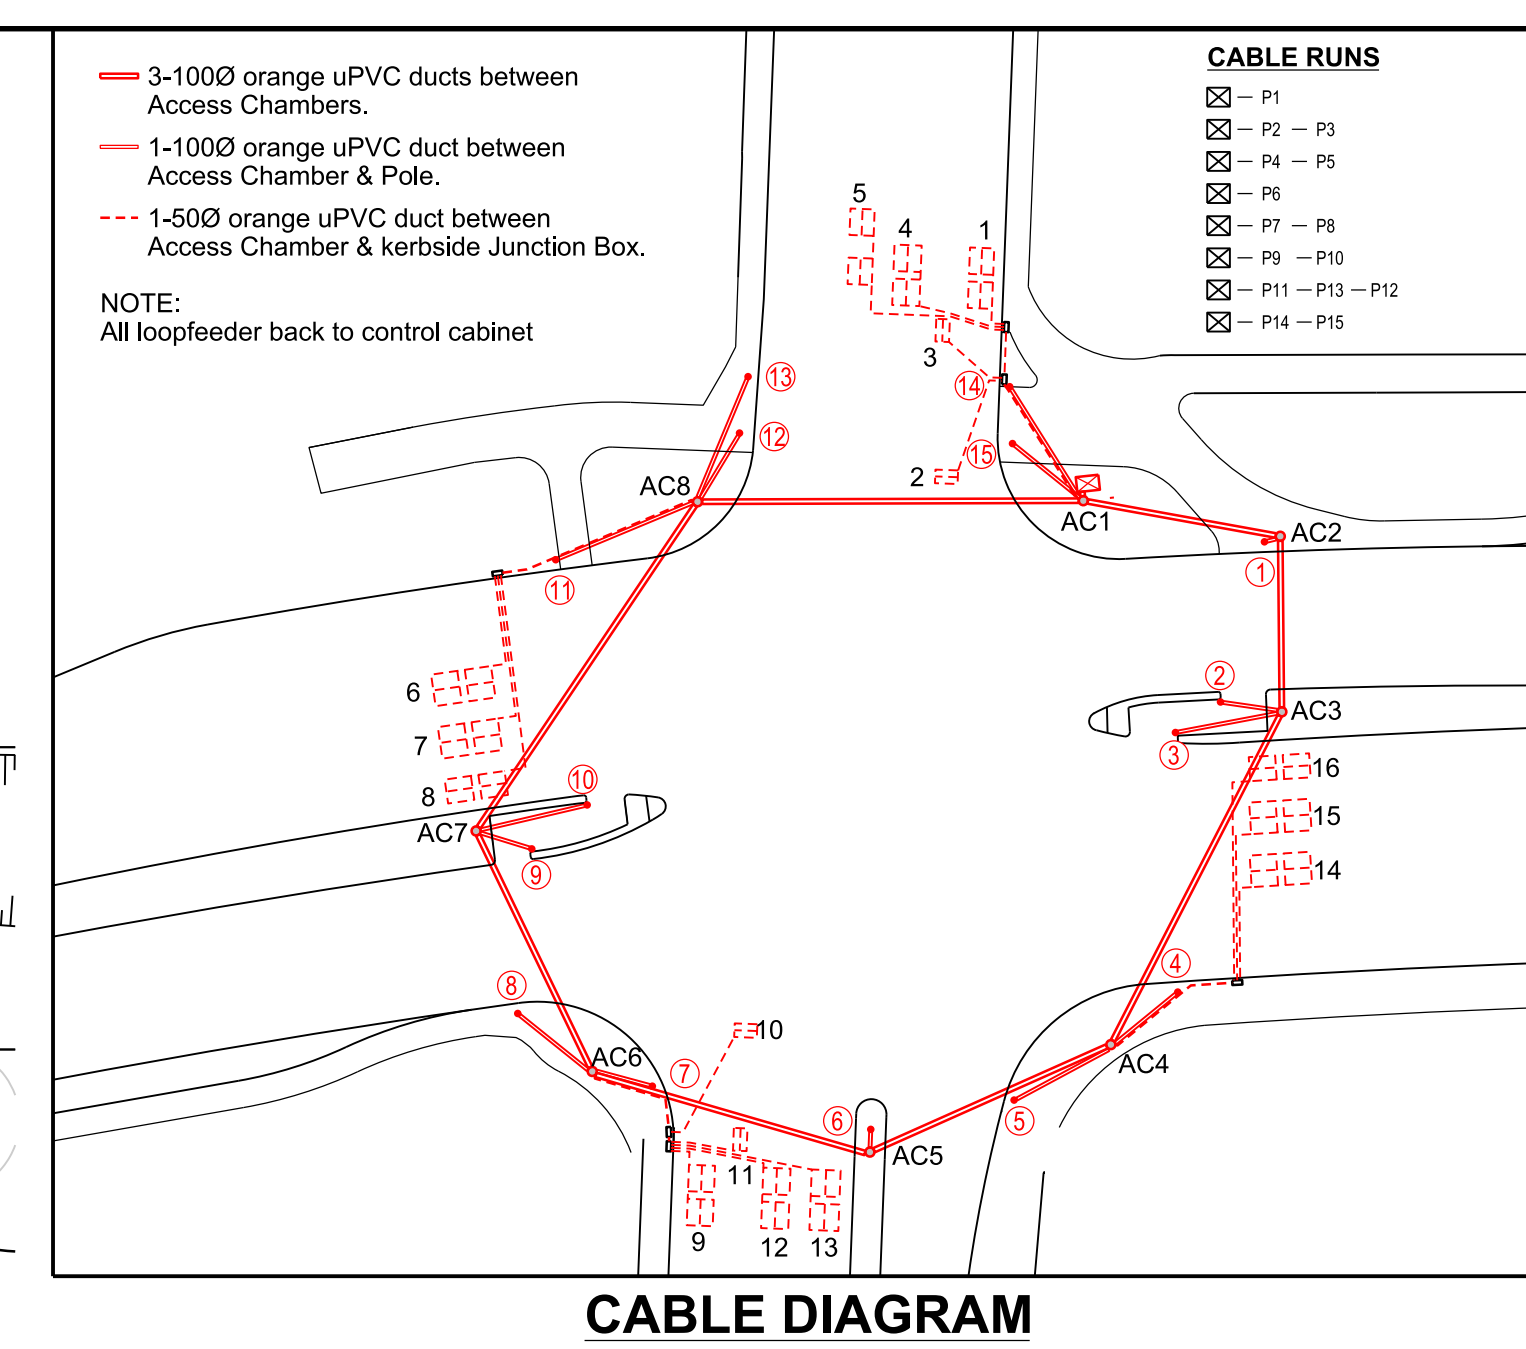 3-100Ø orange uPVC ducts between
Access Chambers.
1-100Ø orange uPVC duct between
Access Chamber & Pole.
1-50Ø orange uPVC duct between
Access Chamber & kerbside Junction Box.
NOTE:
All loopfeeder back to control cabinet
CABLE RUNS
— P1
— P2 — P3
— P4 — P5
— P6
— P7 — P8
— P9 — P10
— P11 — P13 — P12
— P14 — P15
5
4
1
3
13
14
12
15
2
AC8
AC1
AC2
1
11
2
6
AC3
7
3
16
10
8
15
AC7
9
14
4
8
10
AC6
AC4
7
6
5
AC5
11
9
12
13
CABLE DIAGRAM